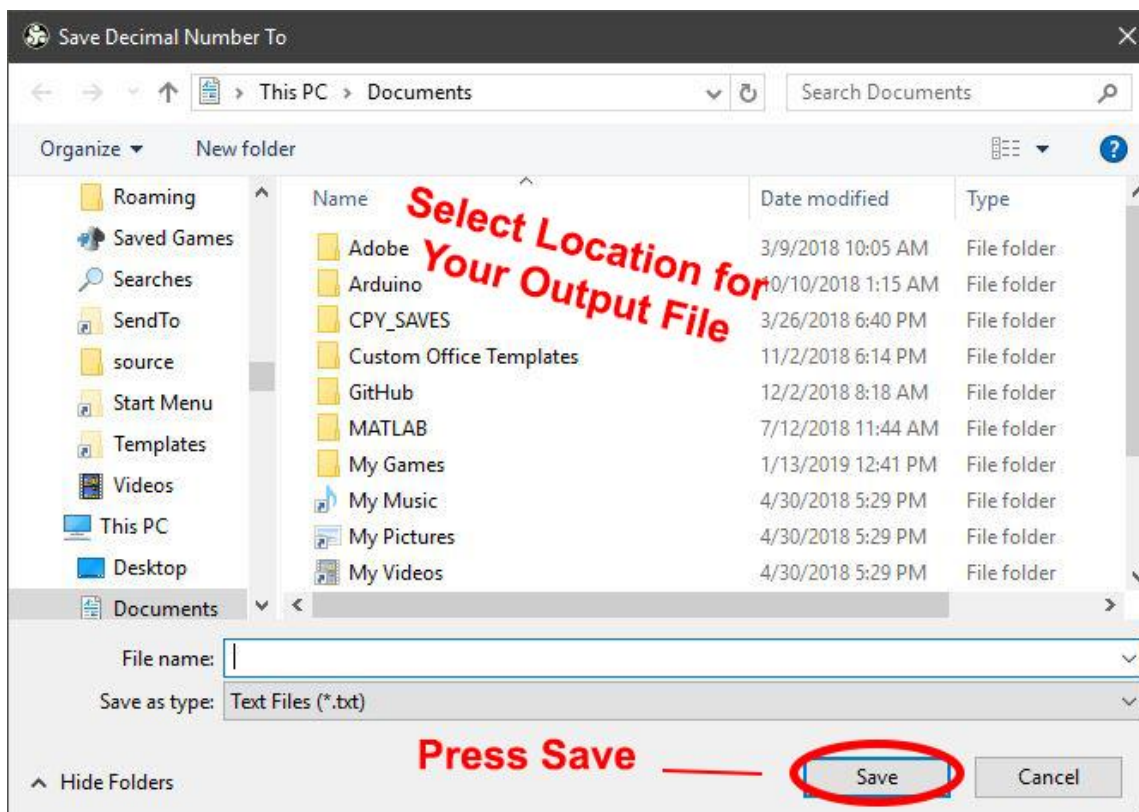 Save Decimal Number To
This PC > Documents
Search Documents
Organize
New folder
Roaming
Saved Games
Searches
SendTo
source
Start Menu
Templates
Videos
This PC
Desktop
Documents
Name
Date modified
Type
Select Location for
Your Output File
Adobe 3/9/2018 10:05 AM File folder
Arduino 10/10/2018 1:15 AM File folder
CPY_SAVES 3/26/2018 6:40 PM File folder
Custom Office Templates 11/2/2018 6:14 PM File folder
GitHub 12/2/2018 8:18 AM File folder
MATLAB 7/12/2018 11:44 AM File folder
My Games 1/13/2019 12:41 PM File folder
My Music 4/30/2018 5:29 PM File folder
My Pictures 4/30/2018 5:29 PM File folder
My Videos 4/30/2018 5:29 PM File folder
File name:
Save as type: Text Files (*.txt)
Press Save
Hide Folders
Save
Cancel